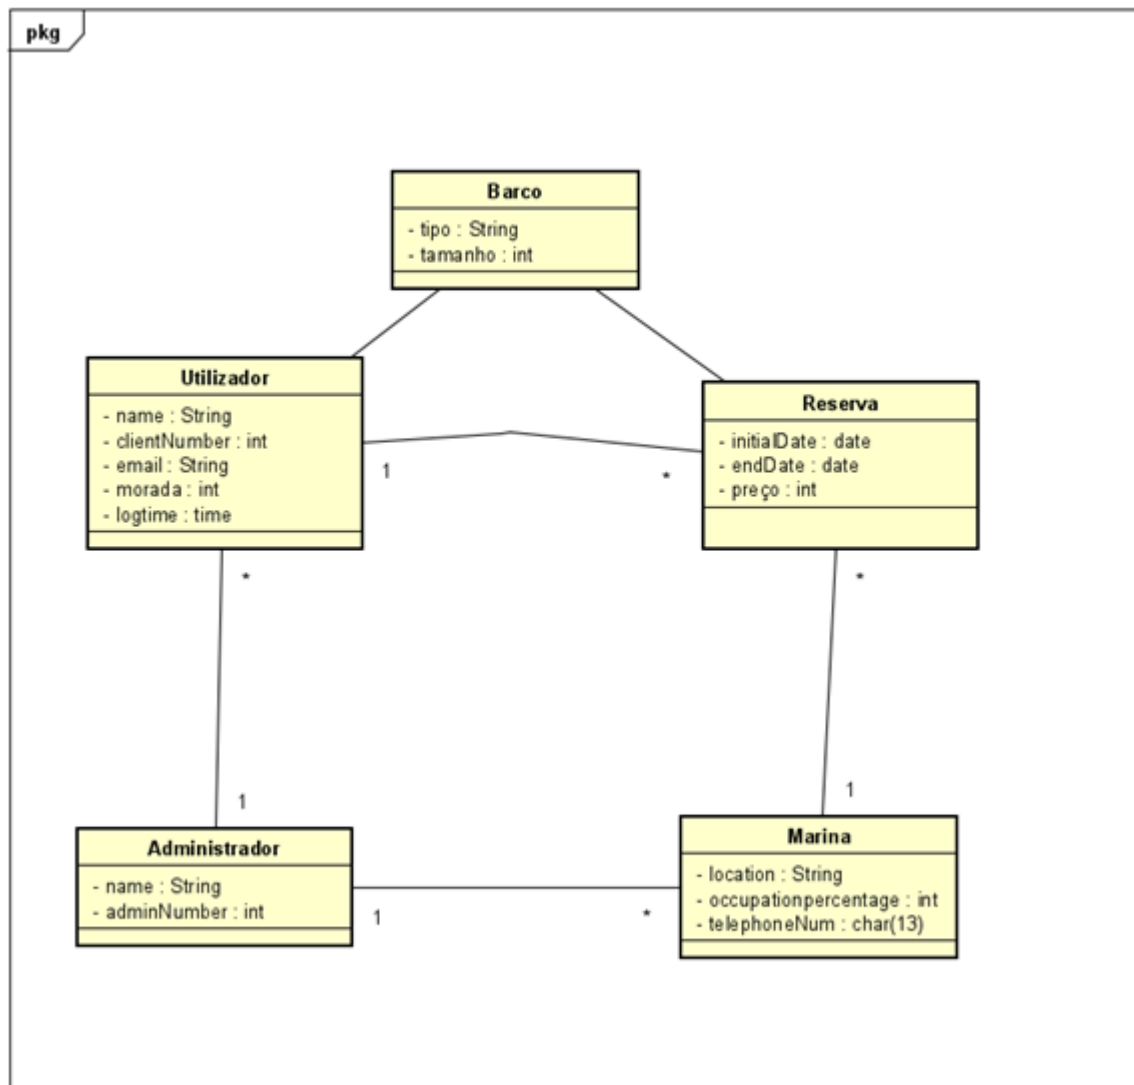 pkg
Barco
- tipo : String
- tamanho : int
Utilizador
- name : String
- clientNumber : int
- email : String
- morada : int
- logtime : time
Reserva
- initialDate : date
- endDate : date
- preço : int
1
*
*
*
1
1
Administrador
- name : String
- adminNumber : int
Marina
- location : String
- occupationpercentage : int
- telephoneNum : char(13)
1
*